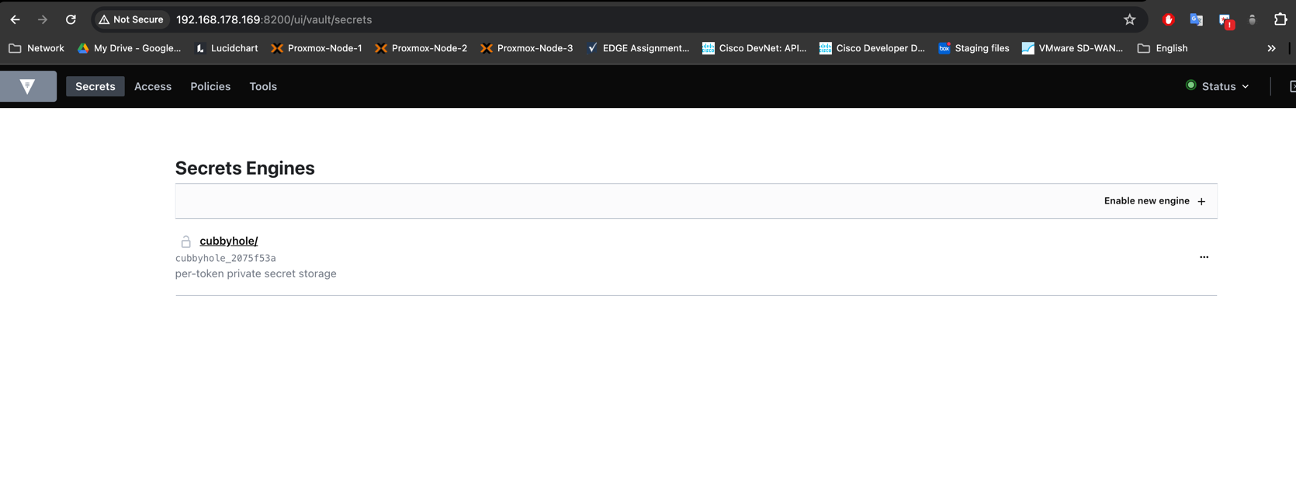 Not Secure 192.168.178.169:8200/ui/vault/secrets
Network My Drive - Google... Lucidchart Proxmox-Node-1 Proxmox-Node-2 Proxmox-Node-3 EDGE Assignment... Cisco DevNet: API... Cisco Developer D... Staging files VMware SD-WAN... English »
Secrets Access Policies Tools Status
Secrets Engines
Enable new engine +
cubbyhole/
cubbyhole_2075f53a
per-token private secret storage